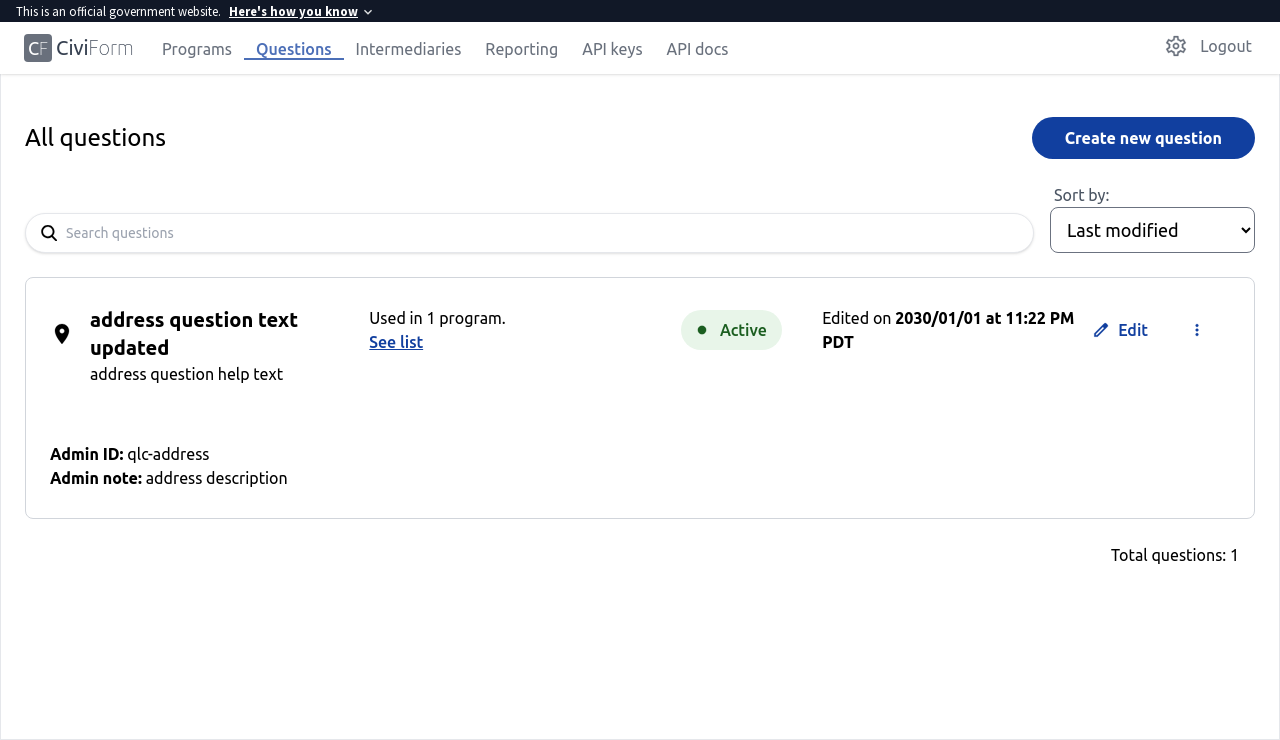 This is an official government website. Here's how you know
CF CiviForm Programs Questions Intermediaries Reporting API keys API docs Logout
All questions
Create new question
Sort by:
Search questions
Last modified
address question text
updated
address question help text
Used in 1 program.
See list
Active
Edited on 2030/01/01 at 11:22 PM
PDT
Edit
Admin ID: qlc-address
Admin note: address description
Total questions: 1